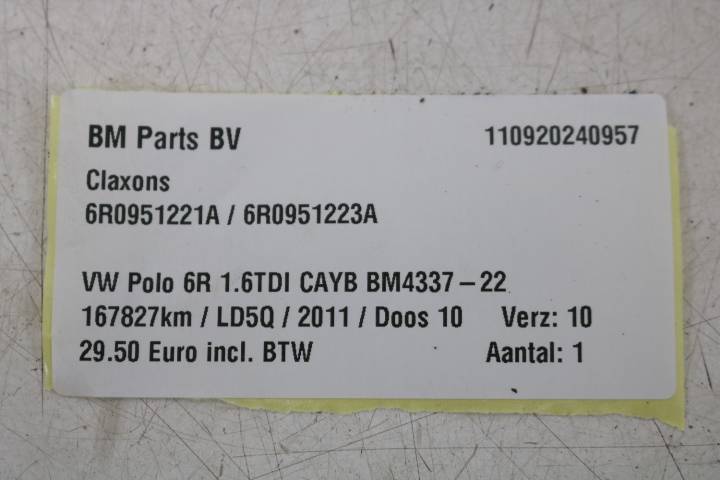 BM Parts BV 110920240957
Claxons
6R0951221A / 6R0951223A
VW Polo 6R 1.6TDI CAYB BM4337-22
167827km / LD5Q / 2011 / Doos 10 Verz: 10
29.50 Euro incl. BTW Aantal: 1